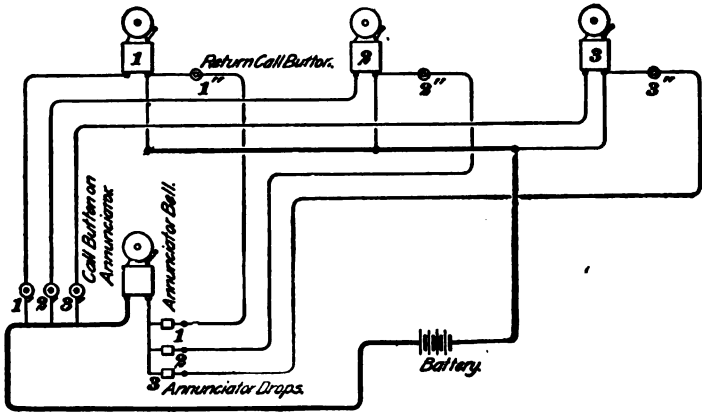 1
2
3
Return Call Button.
1"
2"
3"
Call Button on
Annunciator.
Annunciator Bell.
1
2
3
1
2
3
Annunciator Drops.
Battery.